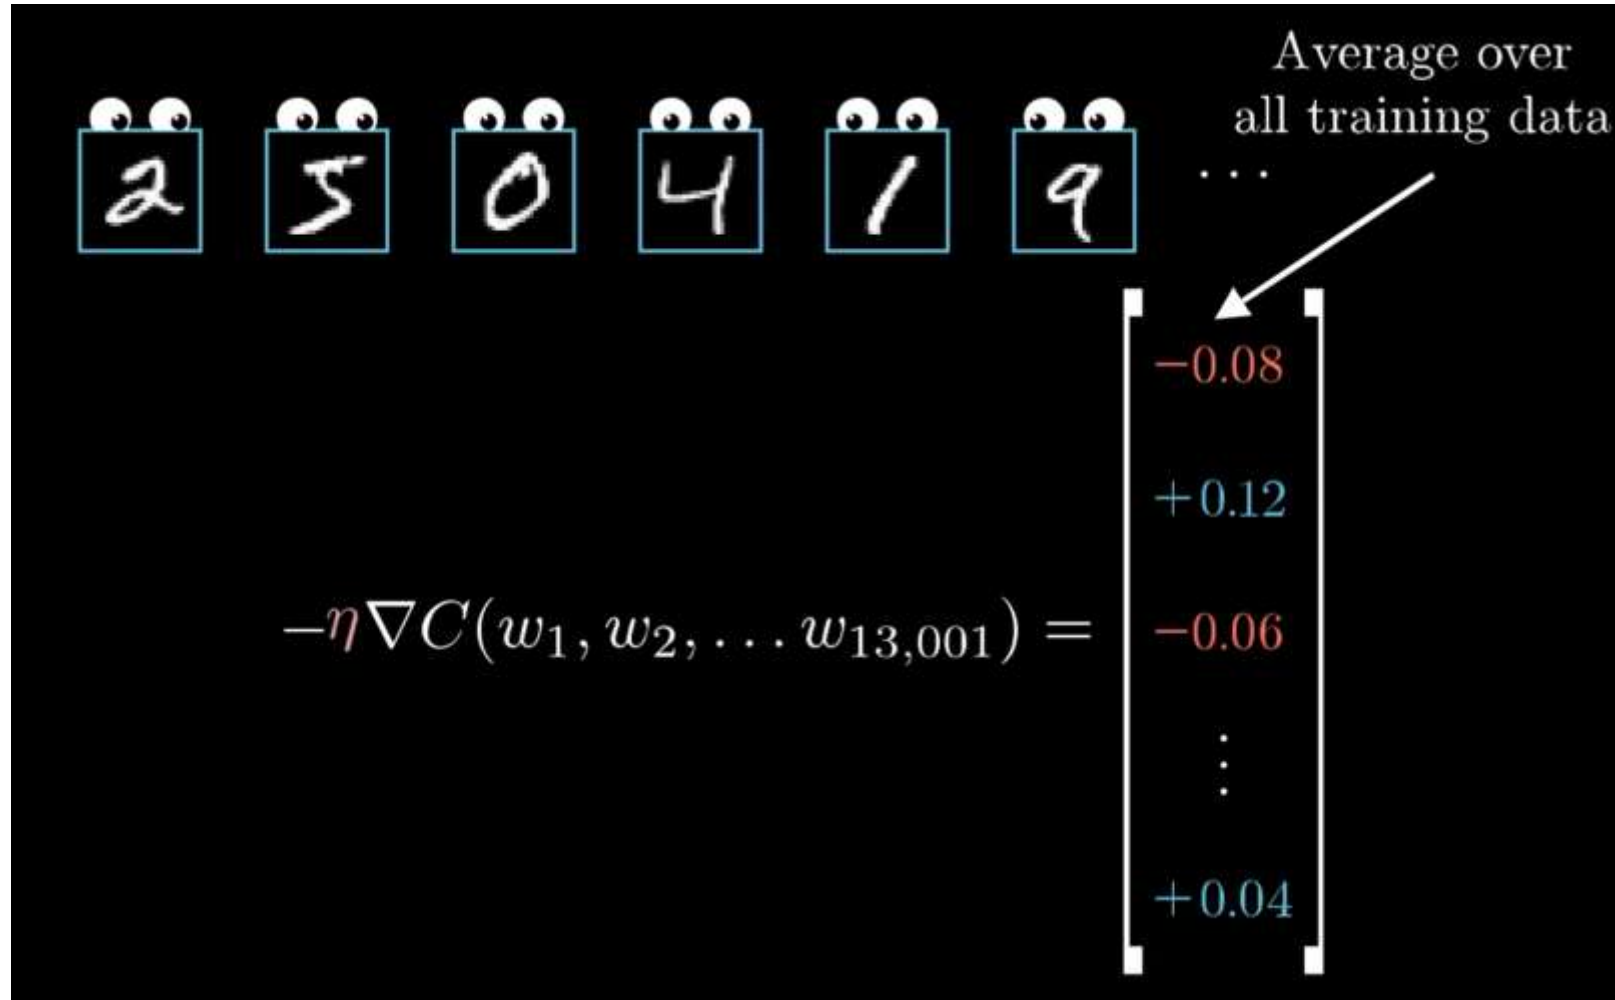 Average over
all training data
2 5 0 4 1 9 ...
−0.08
+0.12
−η∇C(w₁, w₂, … w₁₃,₀₀₁) =
−0.06
⋮
+0.04